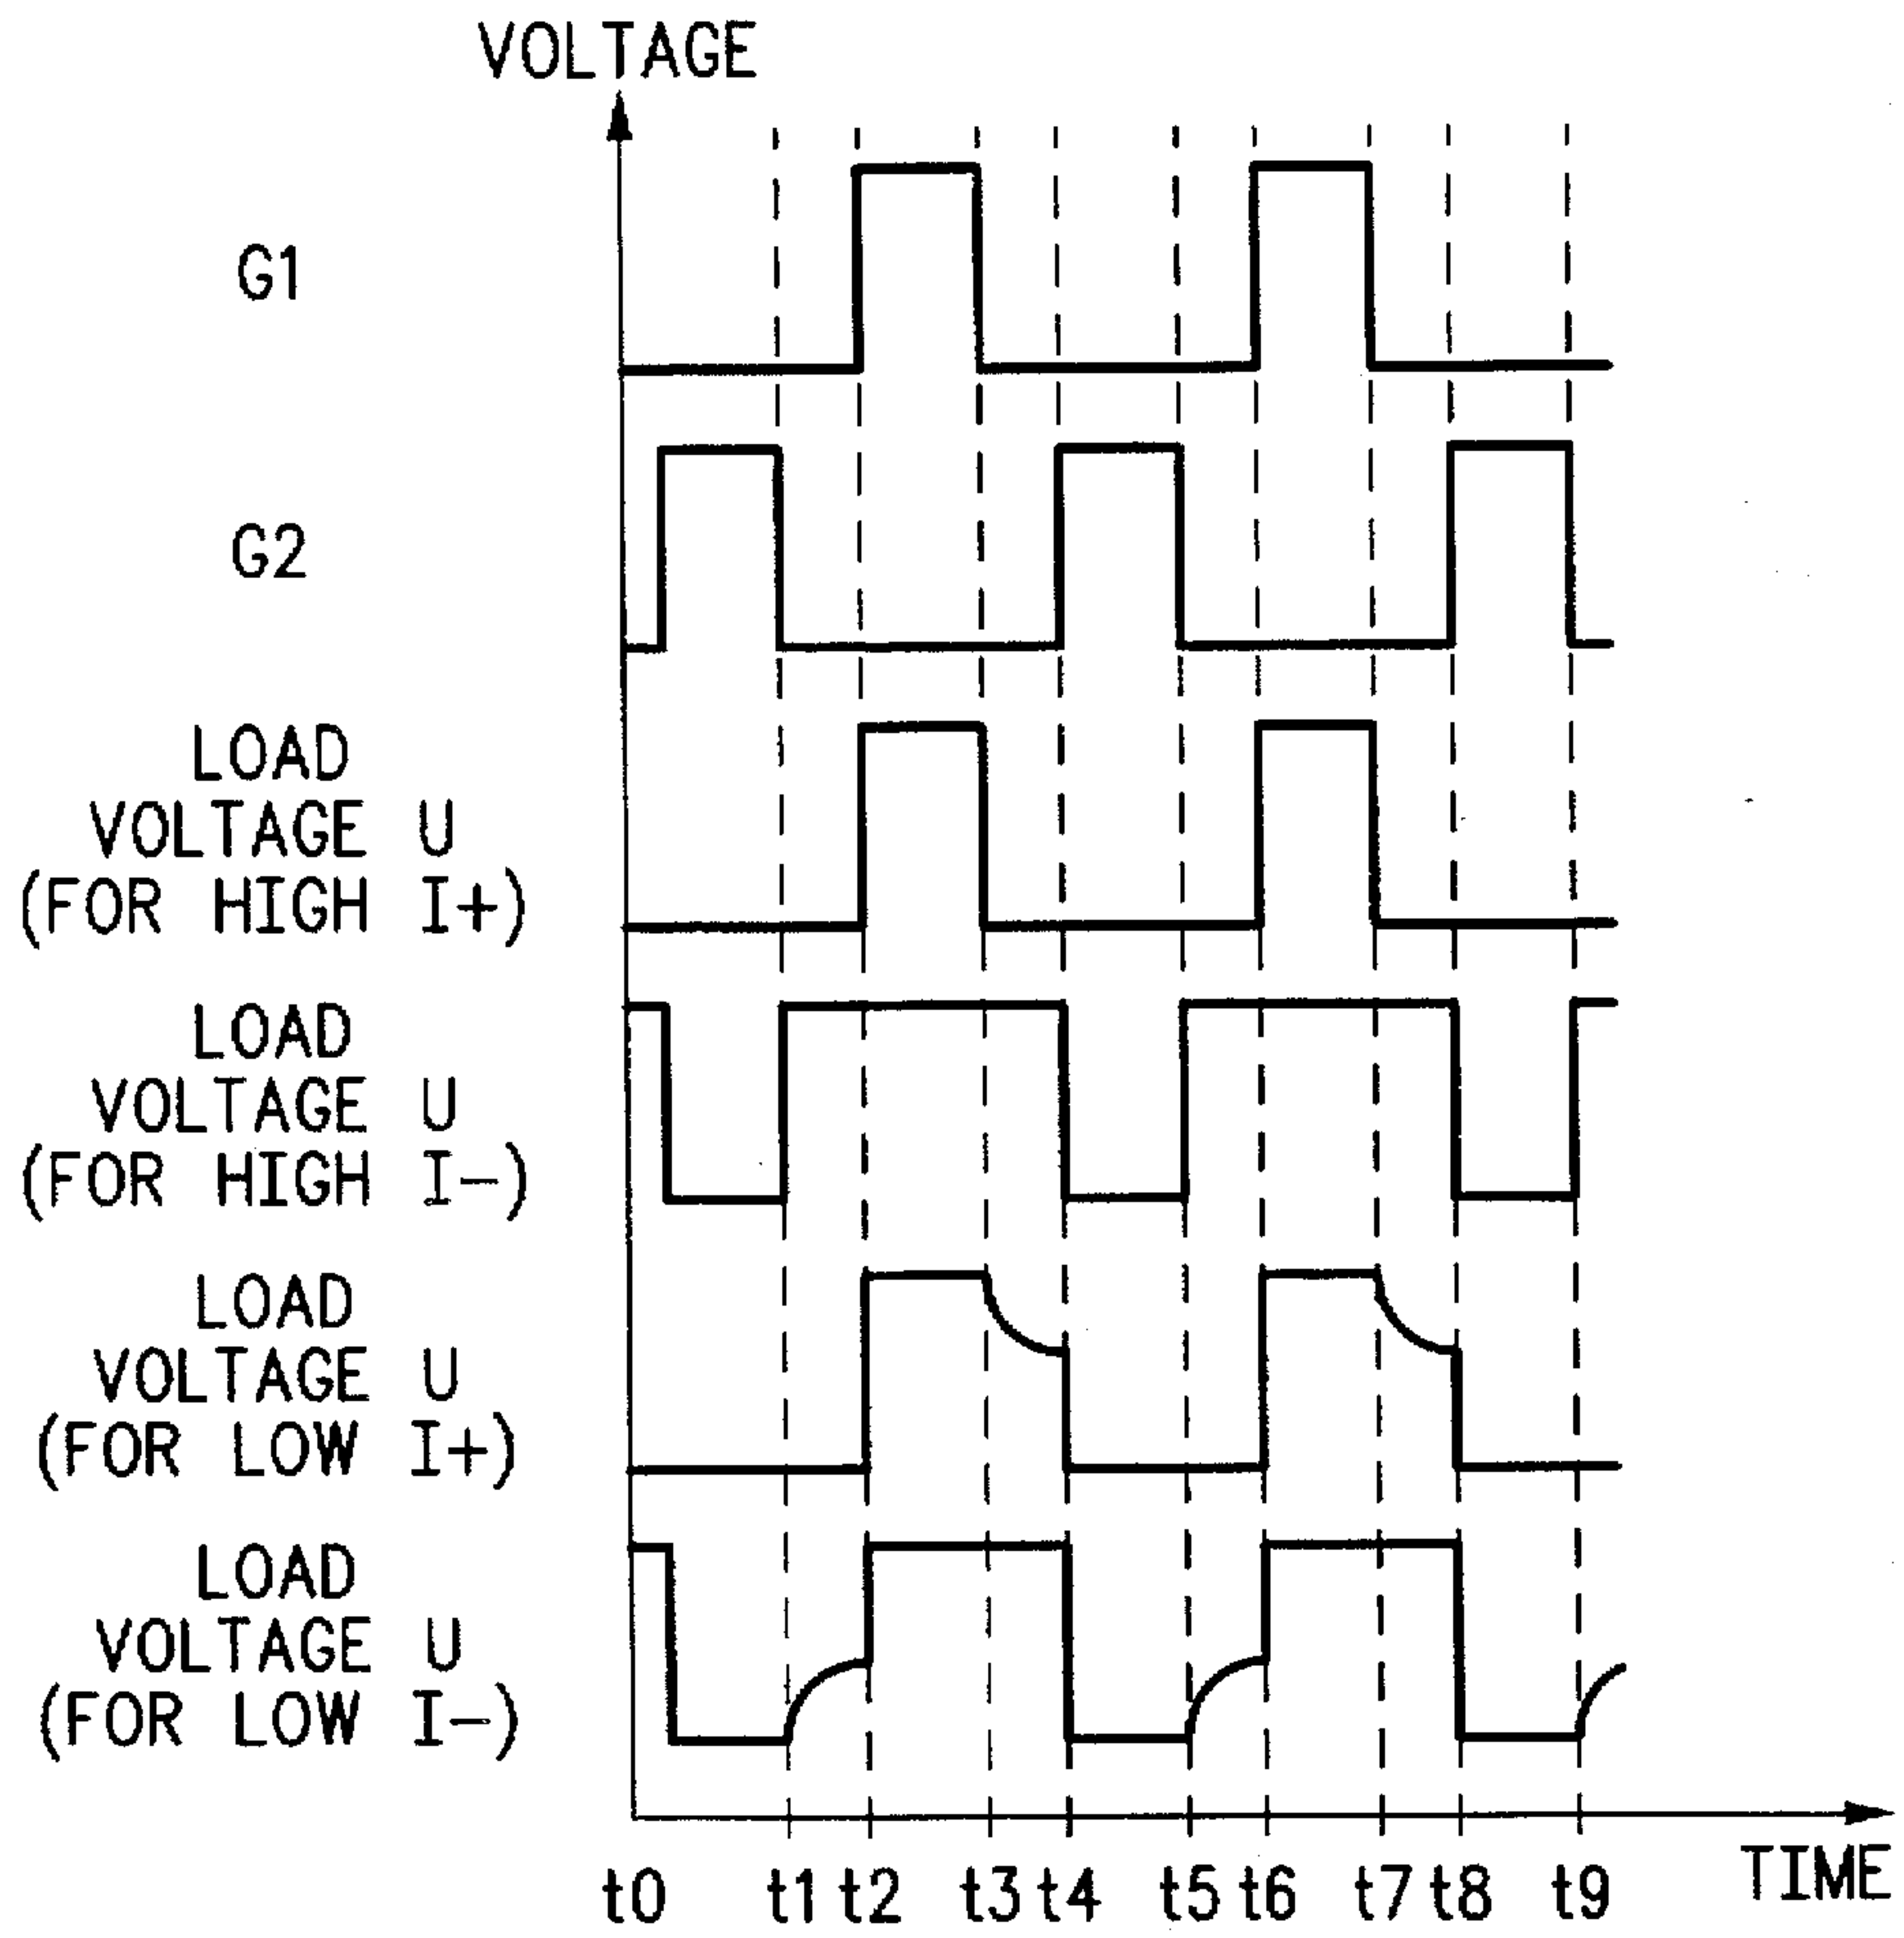 VOLTAGE
G1
G2
LOAD
VOLTAGE U
(FOR HIGH I+)
LOAD
VOLTAGE U
(FOR HIGH I-)
LOAD
VOLTAGE U
(FOR LOW I+)
LOAD
VOLTAGE U
(FOR LOW I-)
t0 t1 t2 t3 t4 t5 t6 t7 t8 t9
TIME